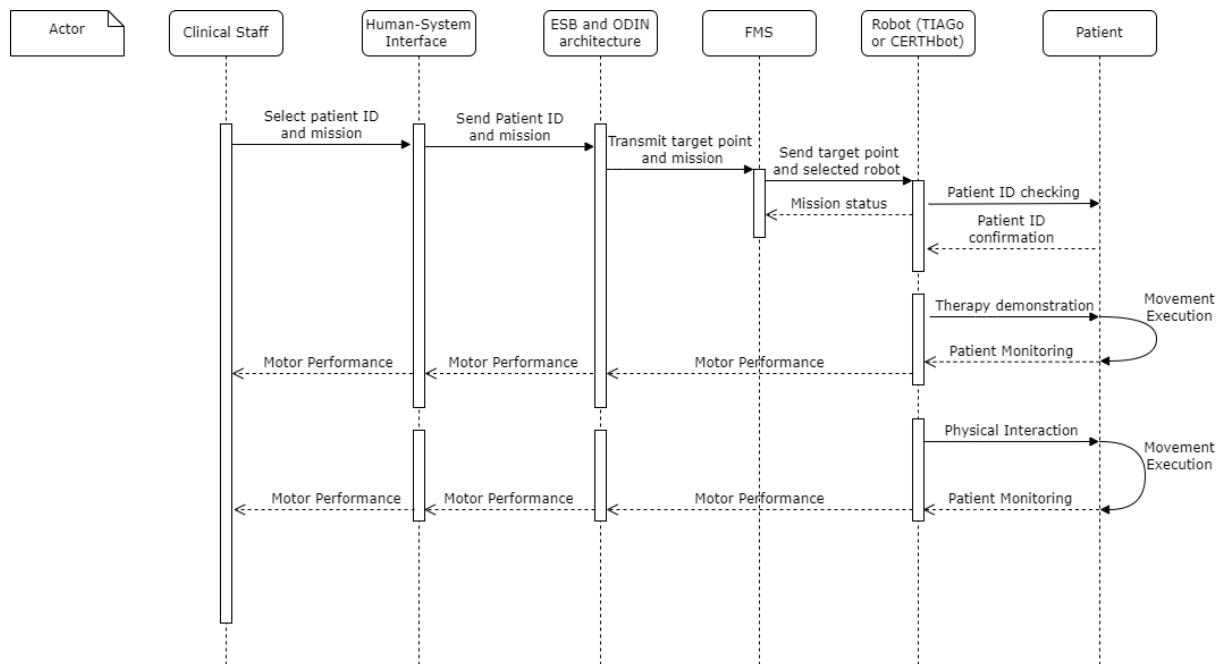 Actor
Clinical Staff
Human-System
Interface
ESB and ODIN
architecture
FMS
Robot (TIAGo
or CERTHbot)
Patient
Select patient ID
and mission
Send Patient ID
and mission
Transmit target point
and mission
Send target point
and selected robot
Patient ID checking
Mission status
Patient ID
confirmation
Therapy demonstration
Movement
Execution
Patient Monitoring
Motor Performance
Motor Performance
Motor Performance
Physical Interaction
Movement
Execution
Motor Performance
Motor Performance
Motor Performance
Patient Monitoring